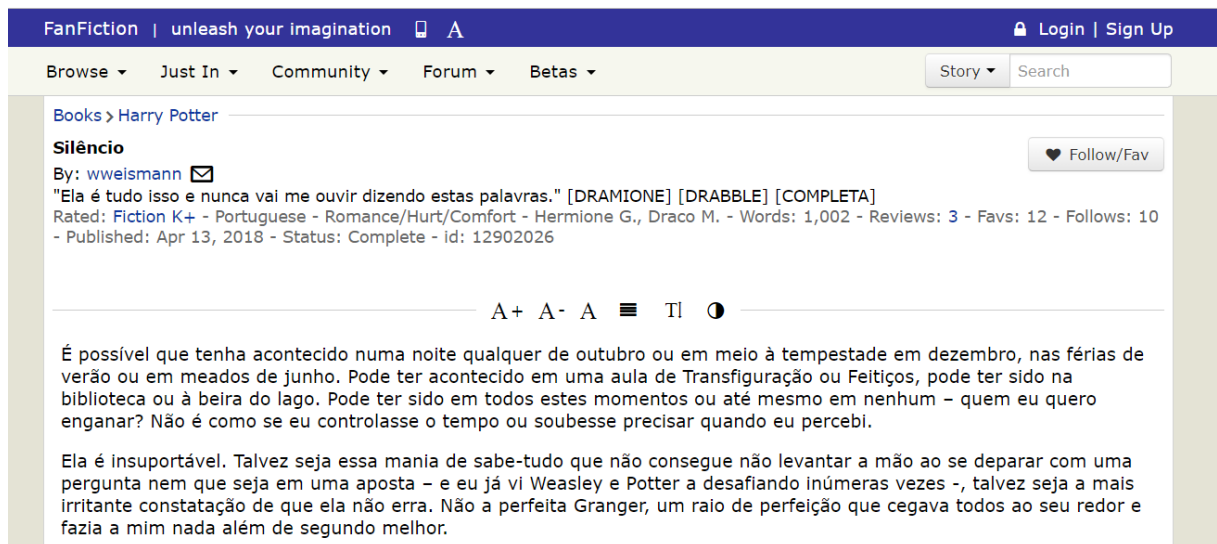 FanFiction | unleash your imagination A Login | Sign Up
Browse Just In Community Forum Betas Story Search
Books > Harry Potter
Silêncio
Follow/Fav
By: wweismann
"Ela é tudo isso e nunca vai me ouvir dizendo estas palavras." [DRAMIONE] [DRABBLE] [COMPLETA]
Rated: Fiction K+ - Portuguese - Romance/Hurt/Comfort - Hermione G., Draco M. - Words: 1,002 - Reviews: 3 - Favs: 12 - Follows: 10
- Published: Apr 13, 2018 - Status: Complete - id: 12902026
A+ A- A TI
É possível que tenha acontecido numa noite qualquer de outubro ou em meio à tempestade em dezembro, nas férias de
verão ou em meados de junho. Pode ter acontecido em uma aula de Transfiguração ou Feitiços, pode ter sido na
biblioteca ou à beira do lago. Pode ter sido em todos estes momentos ou até mesmo em nenhum – quem eu quero
enganar? Não é como se eu controlasse o tempo ou soubesse precisar quando eu percebi.
Ela é insuportável. Talvez seja essa mania de sabe-tudo que não consegue não levantar a mão ao se deparar com uma
pergunta nem que seja em uma aposta – e eu já vi Weasley e Potter a desafiando inúmeras vezes -, talvez seja a mais
irritante constatação de que ela não erra. Não a perfeita Granger, um raio de perfeição que cegava todos ao seu redor e
fazia a mim nada além de segundo melhor.